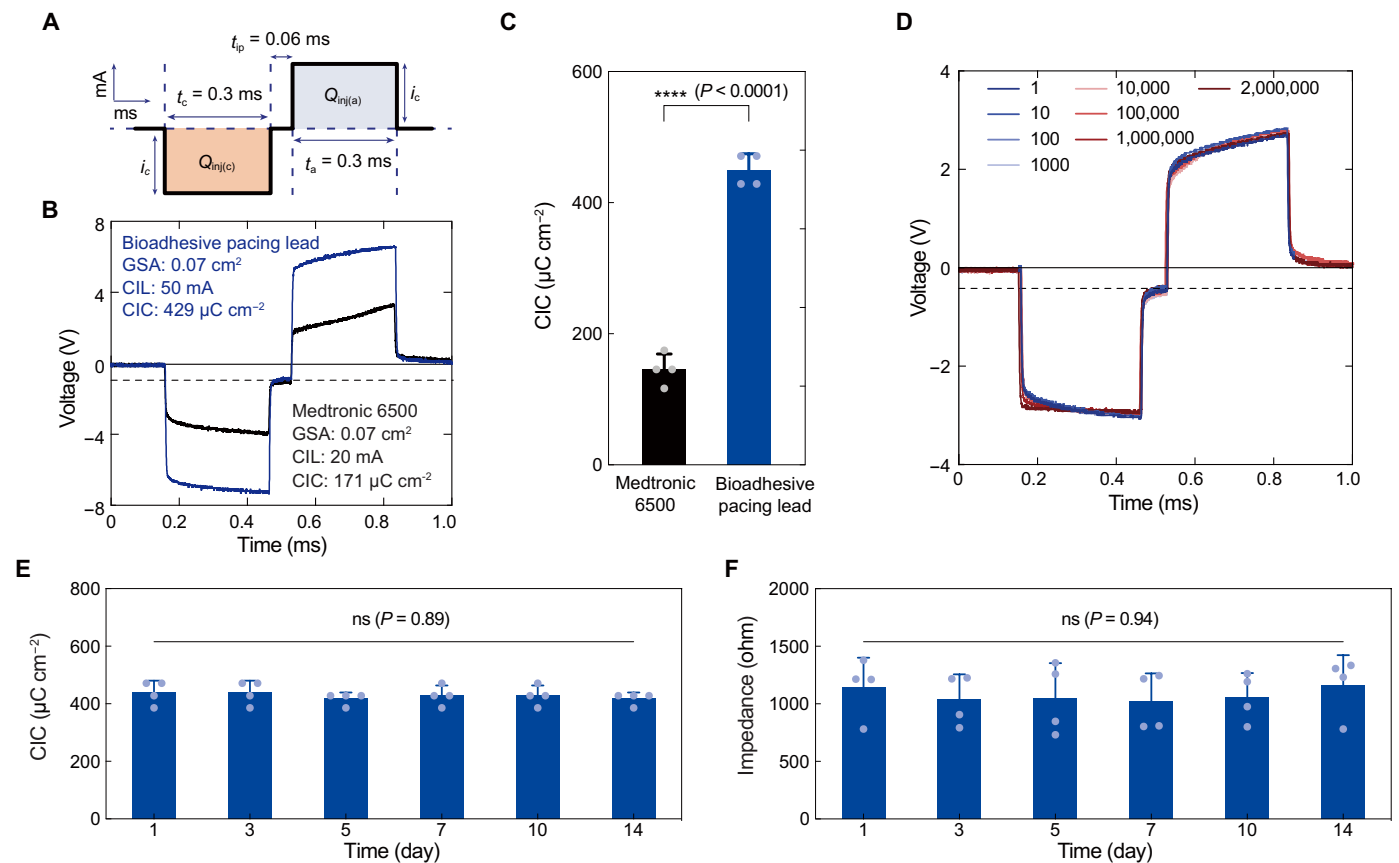 A
t_ip = 0.06 ms
mA
ms
t_c = 0.3 ms
Q_inj(a)
i_c
i_c
Q_inj(c)
t_a = 0.3 ms
B
8
4
0
−4
−8
Voltage (V)
Bioadhesive pacing lead
GSA: 0.07 cm²
CIL: 50 mA
CIC: 429 µC cm⁻²
Medtronic 6500
GSA: 0.07 cm²
CIL: 20 mA
CIC: 171 µC cm⁻²
0 0.2 0.4 0.6 0.8 1.0
Time (ms)
C
600
400
200
0
CIC (µC cm⁻²)
**** (P < 0.0001)
Medtronic
6500
Bioadhesive
pacing lead
D
4
2
0
−2
−4
Voltage (V)
1
10
100
1000
10,000
100,000
1,000,000
2,000,000
0 0.2 0.4 0.6 0.8 1.0
Time (ms)
E
800
600
400
200
0
CIC (µC cm⁻²)
ns (P = 0.89)
1 3 5 7 10 14
Time (day)
F
2000
1500
1000
500
0
Impedance (ohm)
ns (P = 0.94)
1 3 5 7 10 14
Time (day)